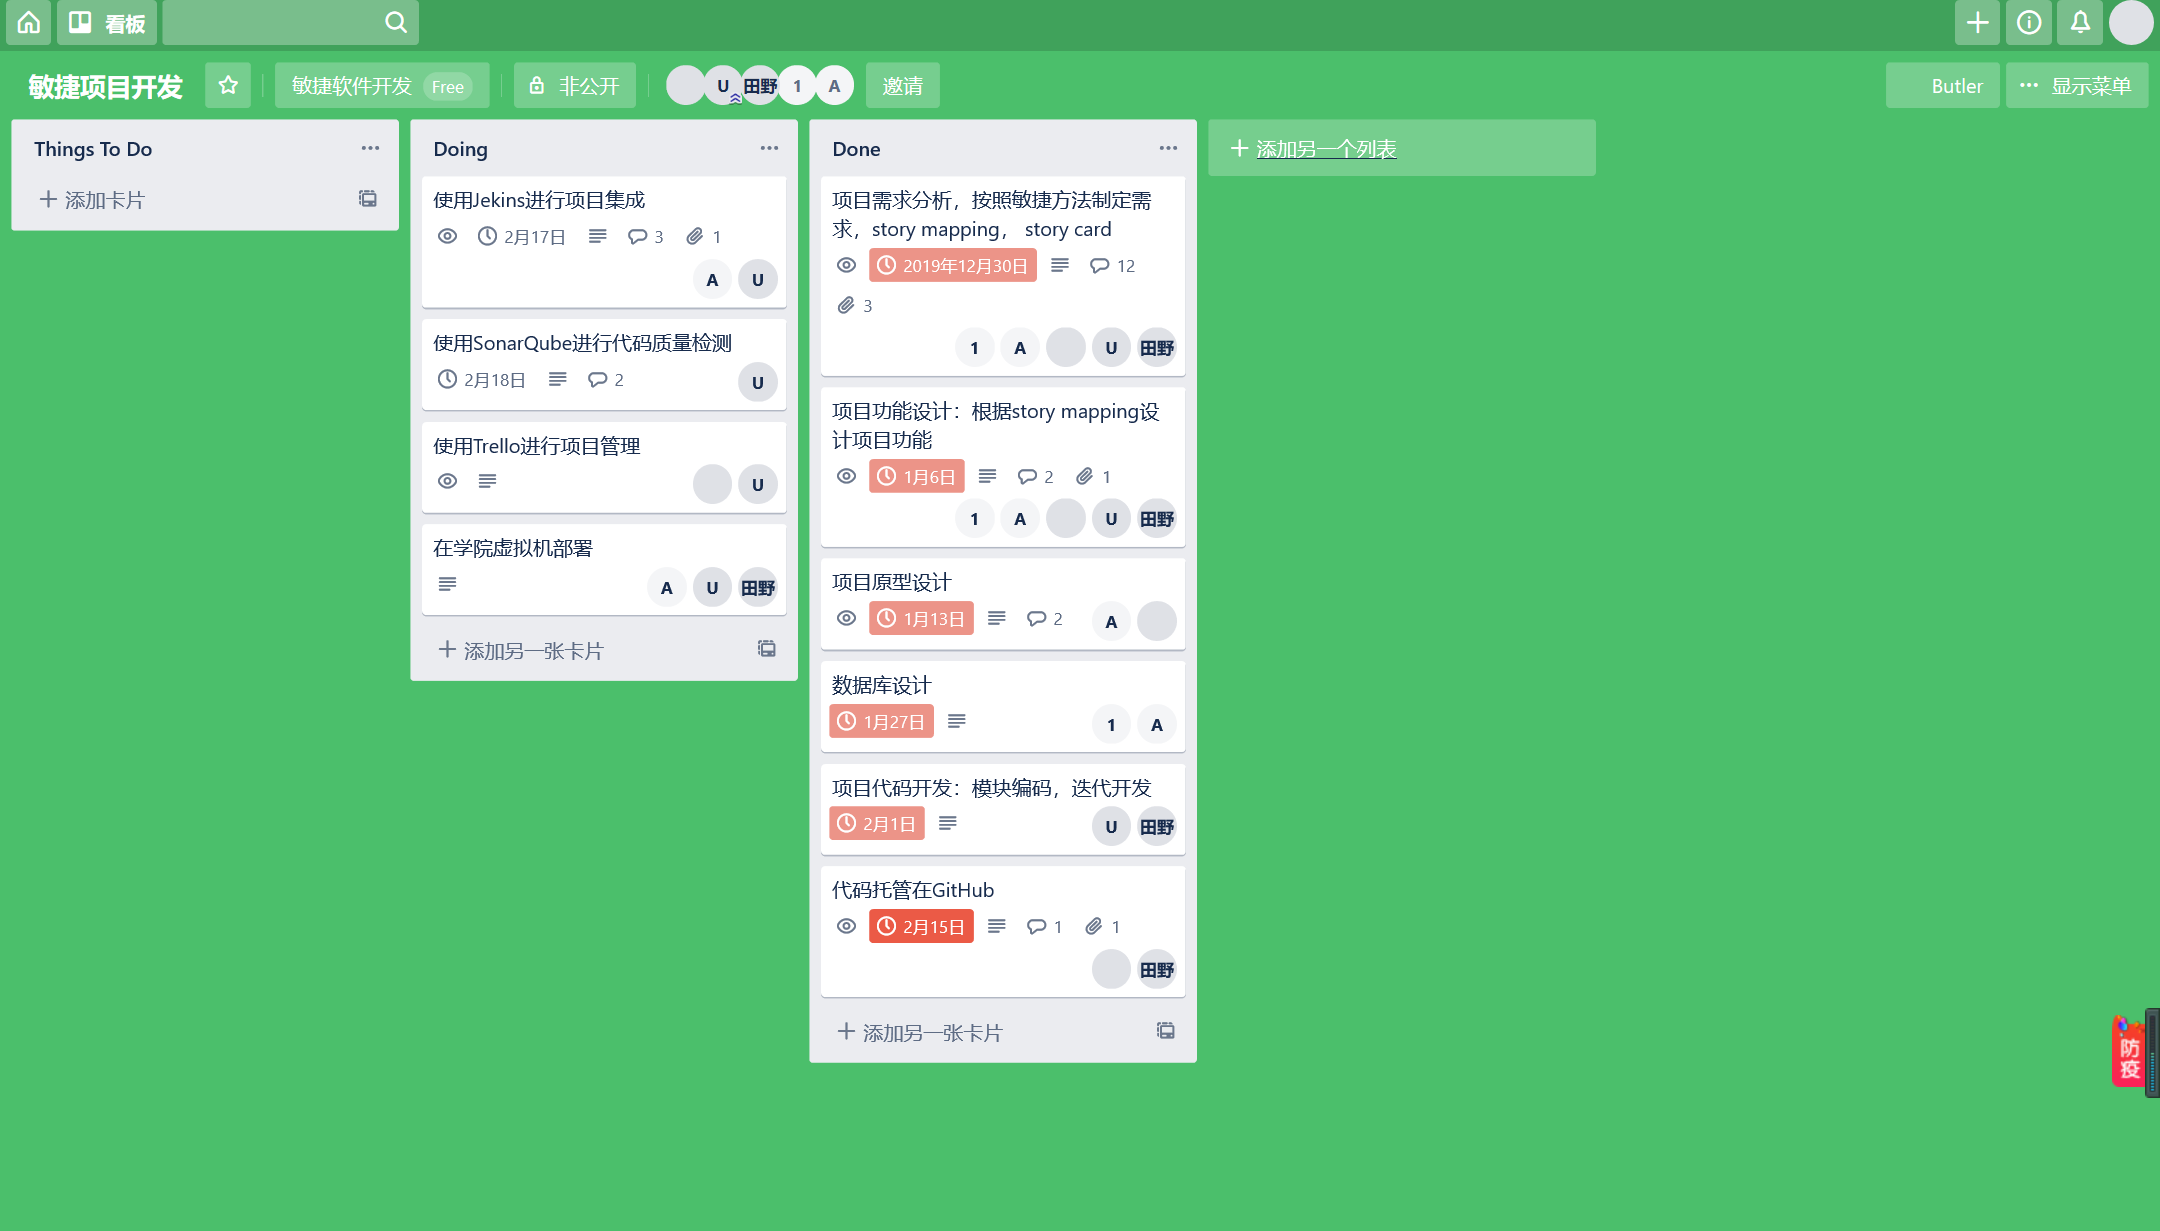 看板
敏捷项目开发
敏捷软件开发 Free
非公开
U 田野 1 A
邀请
Butler
显示菜单
Things To Do
添加卡片
Doing
使用Jekins进行项目集成
2月17日 3 1
A U
使用SonarQube进行代码质量检测
2月18日 2
U
使用Trello进行项目管理
U
在学院虚拟机部署
A U 田野
添加另一张卡片
Done
项目需求分析，按照敏捷方法制定需
求，story mapping， story card
2019年12月30日 12
3
1 A U 田野
项目功能设计：根据story mapping设
计项目功能
1月6日 2 1
1 A U 田野
项目原型设计
1月13日 2
A
数据库设计
1月27日
1 A
项目代码开发：模块编码，迭代开发
2月1日
U 田野
代码托管在GitHub
2月15日 1 1
田野
添加另一张卡片
添加另一个列表
防
疫